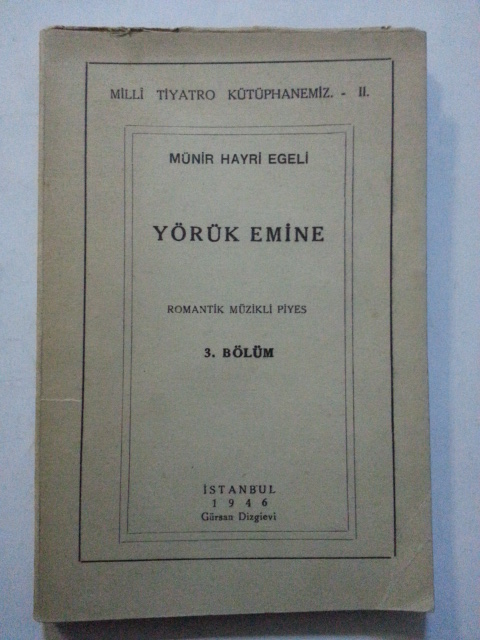 MİLLÎ TİYATRO KÜTÜPHANEMİZ. - II.
MÜNİR HAYRİ EGELİ
YÖRÜK EMİNE
ROMANTİK MÜZİKLİ PİYES
3. BÖLÜM
İSTANBUL
1 9 4 6
Gürsan Dizgievi